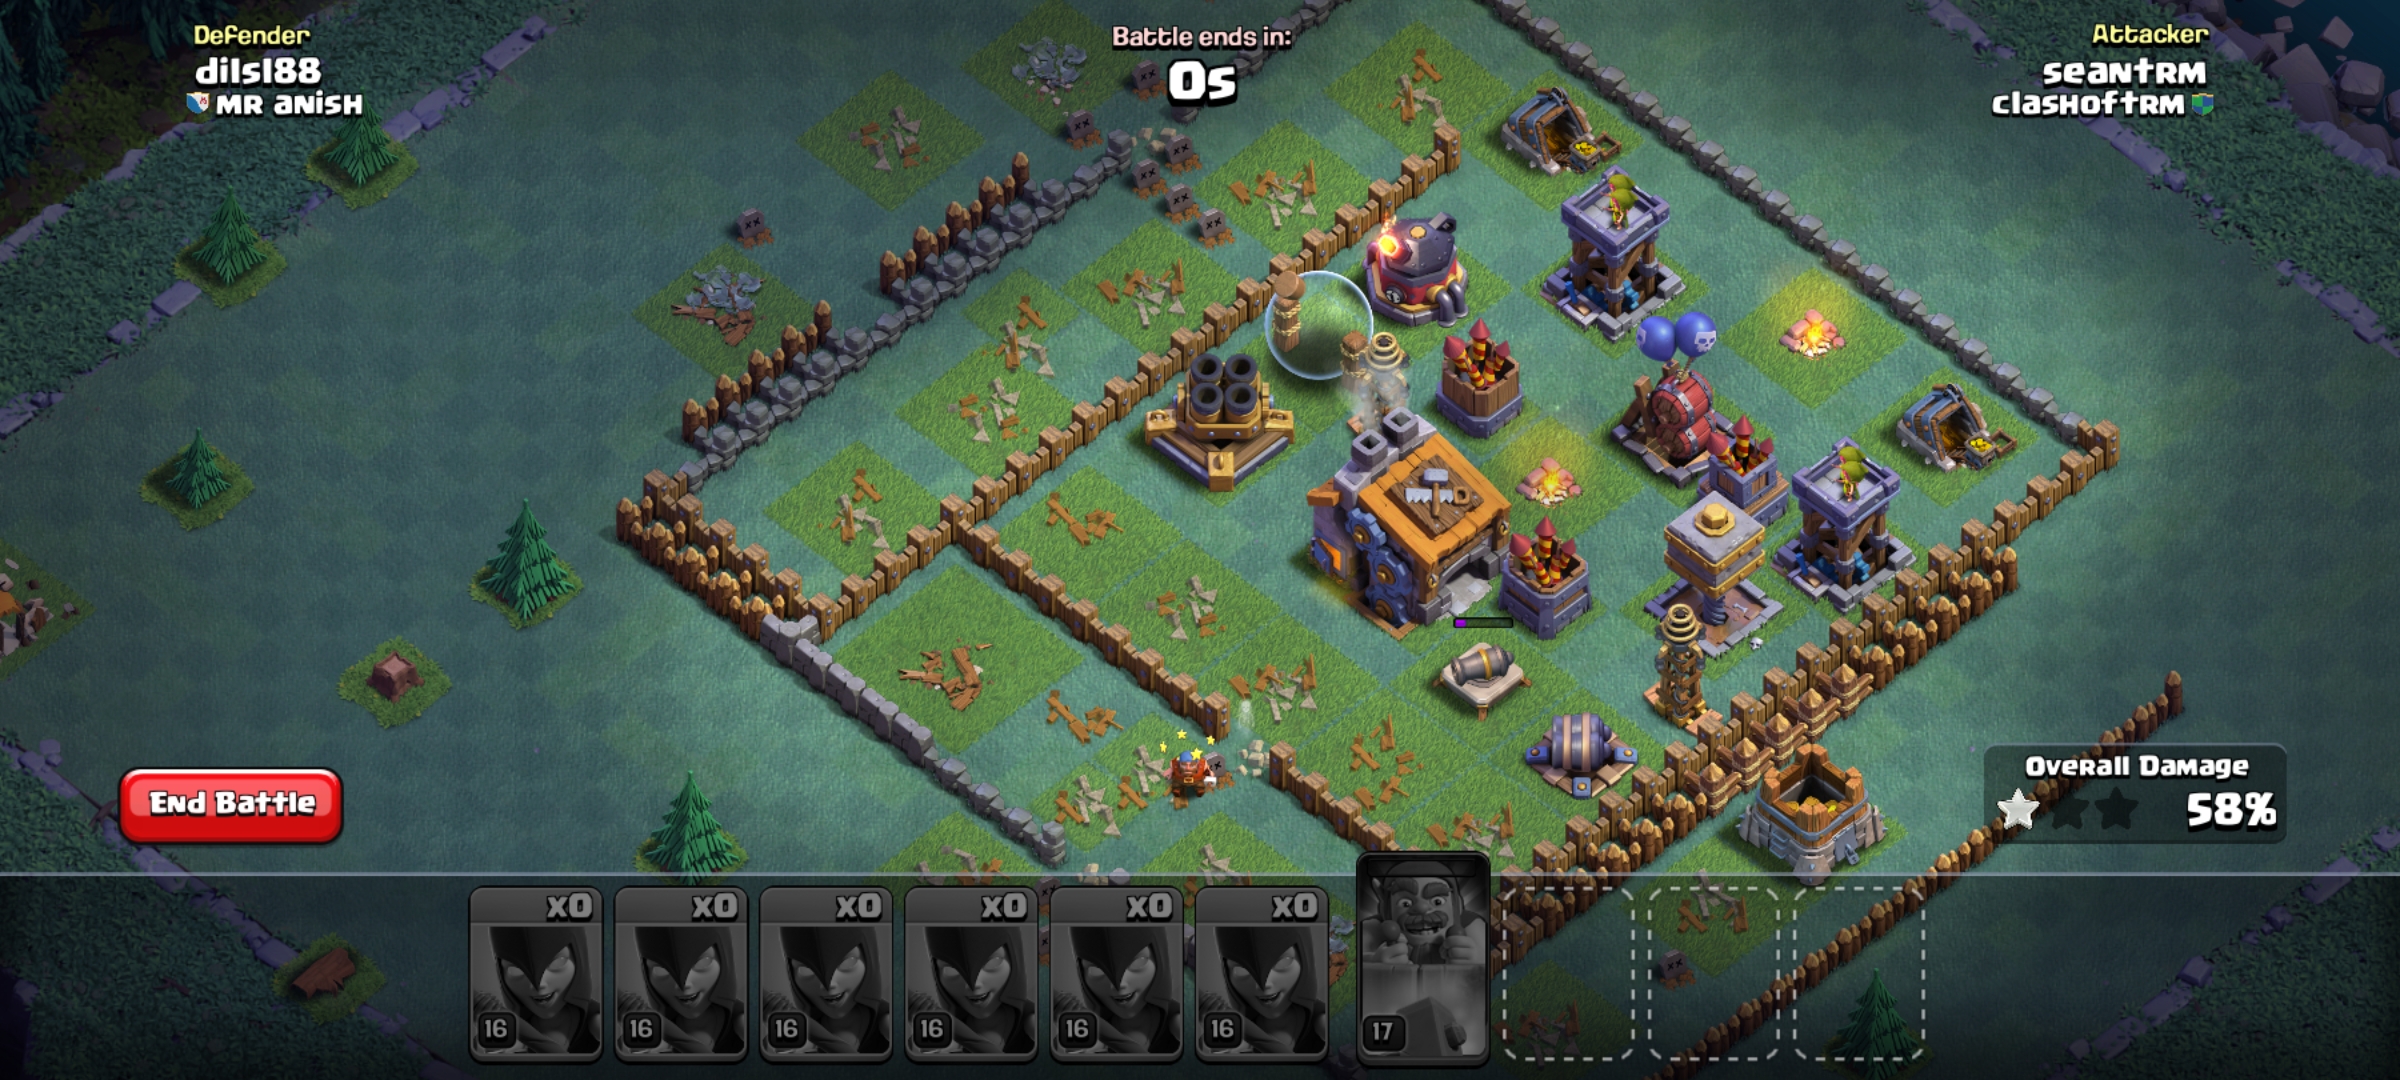 Defender
dilsl88
MR ANISH
Battle ends in:
0s
Attacker
seantRM
clashoftRM
End Battle
Overall Damage
58%
x0
x0
x0
x0
x0
x0
16
16
16
16
16
16
17